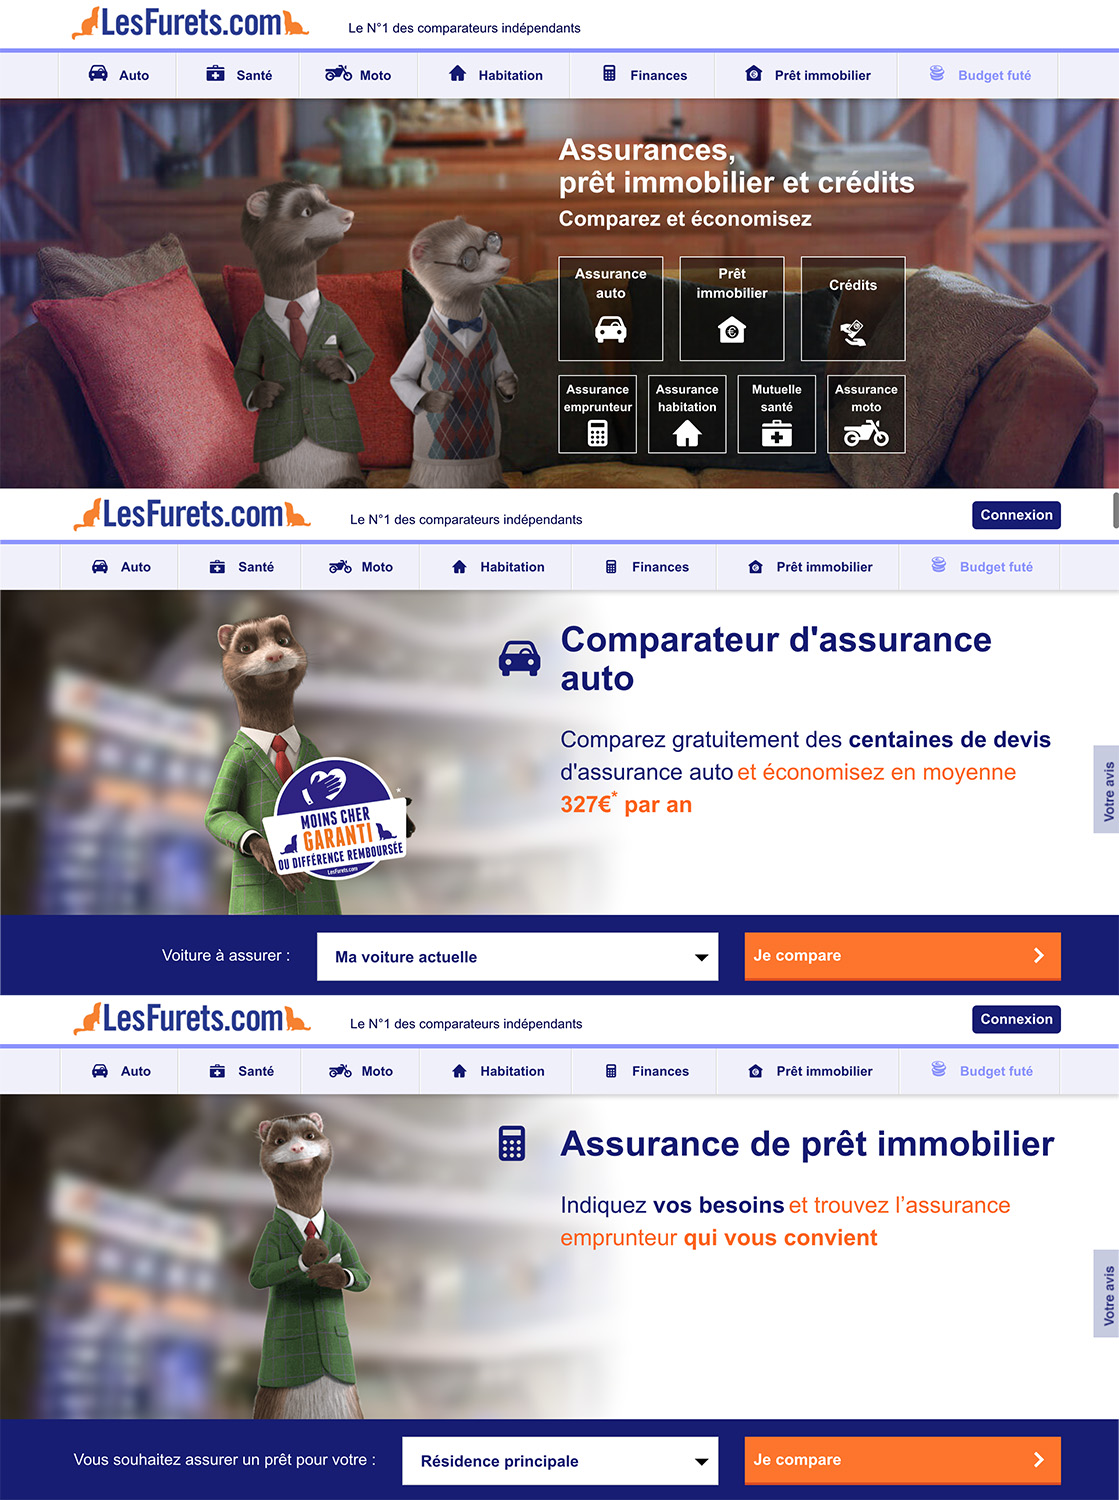 LesFurets.com
Le N°1 des comparateurs indépendants
Auto
Santé
Moto
Habitation
Finances
Prêt immobilier
Budget futé
Assurances,
prêt immobilier et crédits
Comparez et économisez
Assurance
auto
Prêt
immobilier
Crédits
Assurance
emprunteur
Assurance
habitation
Mutuelle
santé
Assurance
moto
LesFurets.com
Le N°1 des comparateurs indépendants
Connexion
Auto
Santé
Moto
Habitation
Finances
Prêt immobilier
Budget futé
Comparateur d'assurance
auto
Comparez gratuitement des centaines de devis
d'assurance auto et économisez en moyenne
327€* par an
MOINS CHER
GARANTI
OU DIFFÉRENCE REMBOURSÉE
LesFurets.com
*
Votre avis
Voiture à assurer :
Ma voiture actuelle
Je compare
LesFurets.com
Le N°1 des comparateurs indépendants
Connexion
Auto
Santé
Moto
Habitation
Finances
Prêt immobilier
Budget futé
Assurance de prêt immobilier
Indiquez vos besoins et trouvez l’assurance
emprunteur qui vous convient
Votre avis
Vous souhaitez assurer un prêt pour votre :
Résidence principale
Je compare